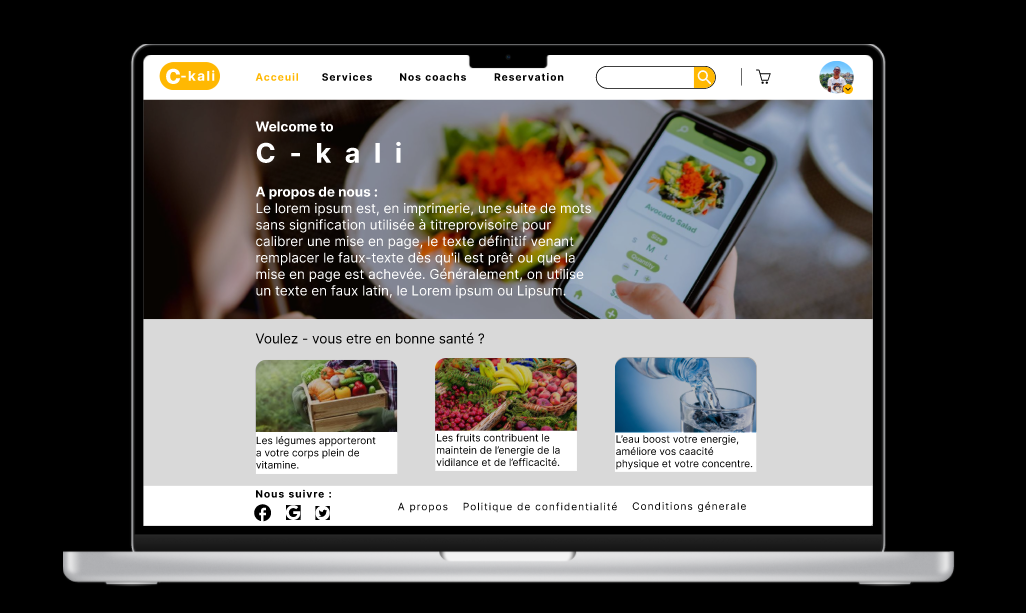 C-kali
Acceuil Services Nos coachs Reservation
Welcome to
C - k a l i
A propos de nous :
Le lorem ipsum est, en imprimerie, une suite de mots
sans signification utilisée à titreprovisoire pour
calibrer une mise en page, le texte définitif venant
remplacer le faux-texte dès qu'il est prêt ou que la
mise en page est achevée. Généralement, on utilise
un texte en faux latin, le Lorem ipsum ou Lipsum.
Avocado Salad
Size
S M L
Quantity
1
Voulez - vous etre en bonne santé ?
Les légumes apporteront
a votre corps plein de
vitamine.
Les fruits contribuent le
maintein de l'energie de la
vidilance et de l'efficacité.
L'eau boost votre energie,
améliore vos caacité
physique et votre concentre.
Nous suivre :
A propos Politique de confidentialité Conditions génerale